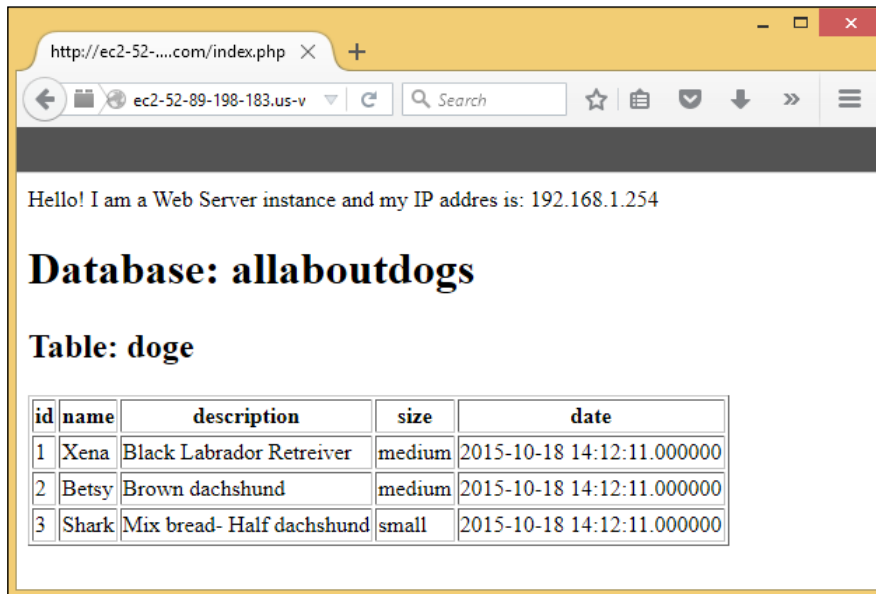 http://ec2-52-....com/index.php
ec2-52-89-198-183.us-v
Search
Hello! I am a Web Server instance and my IP addres is: 192.168.1.254
Database: allaboutdogs
Table: doge
id name description size date
1 Xena Black Labrador Retreiver medium 2015-10-18 14:12:11.000000
2 Betsy Brown dachshund medium 2015-10-18 14:12:11.000000
3 Shark Mix bread- Half dachshund small 2015-10-18 14:12:11.000000